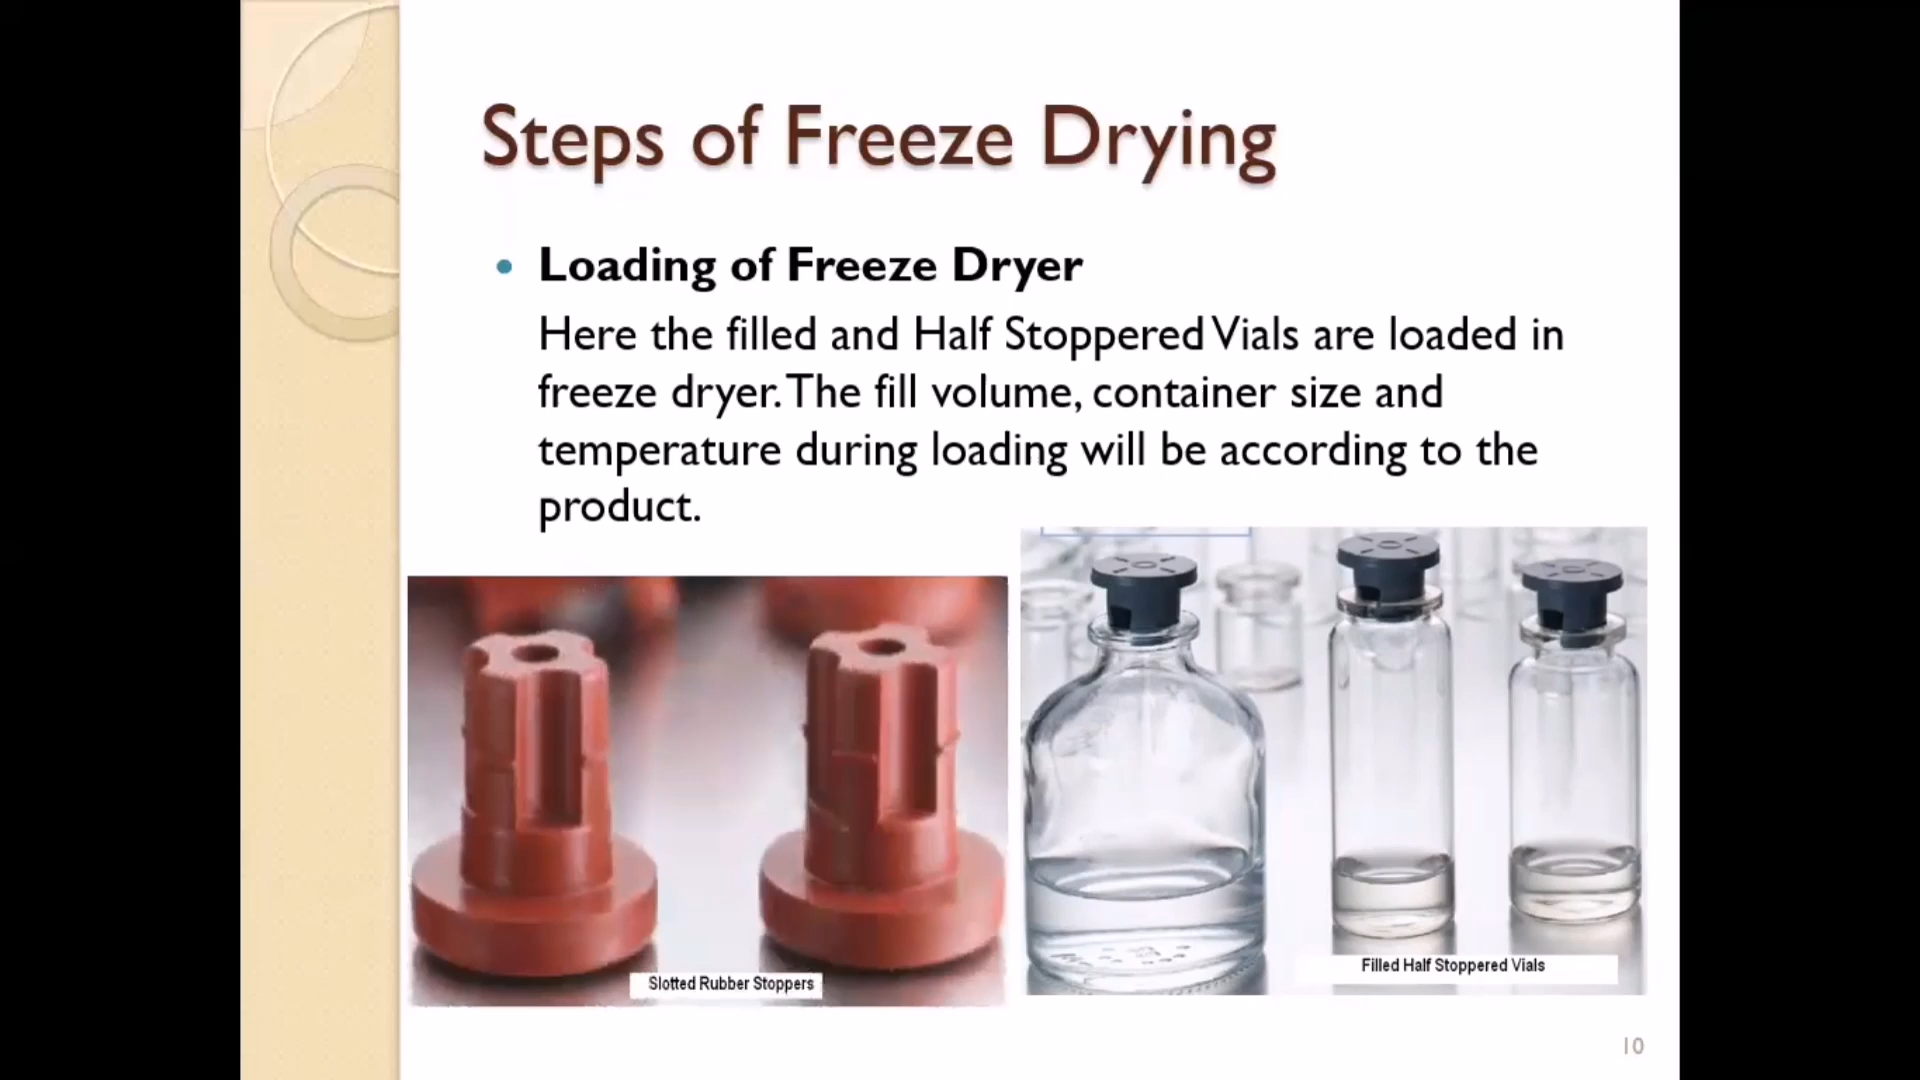 Steps of Freeze Drying
• Loading of Freeze Dryer
Here the filled and Half Stoppered Vials are loaded in
freeze dryer. The fill volume, container size and
temperature during loading will be according to the
product.
Slotted Rubber Stoppers
Filled Half Stoppered Vials
10